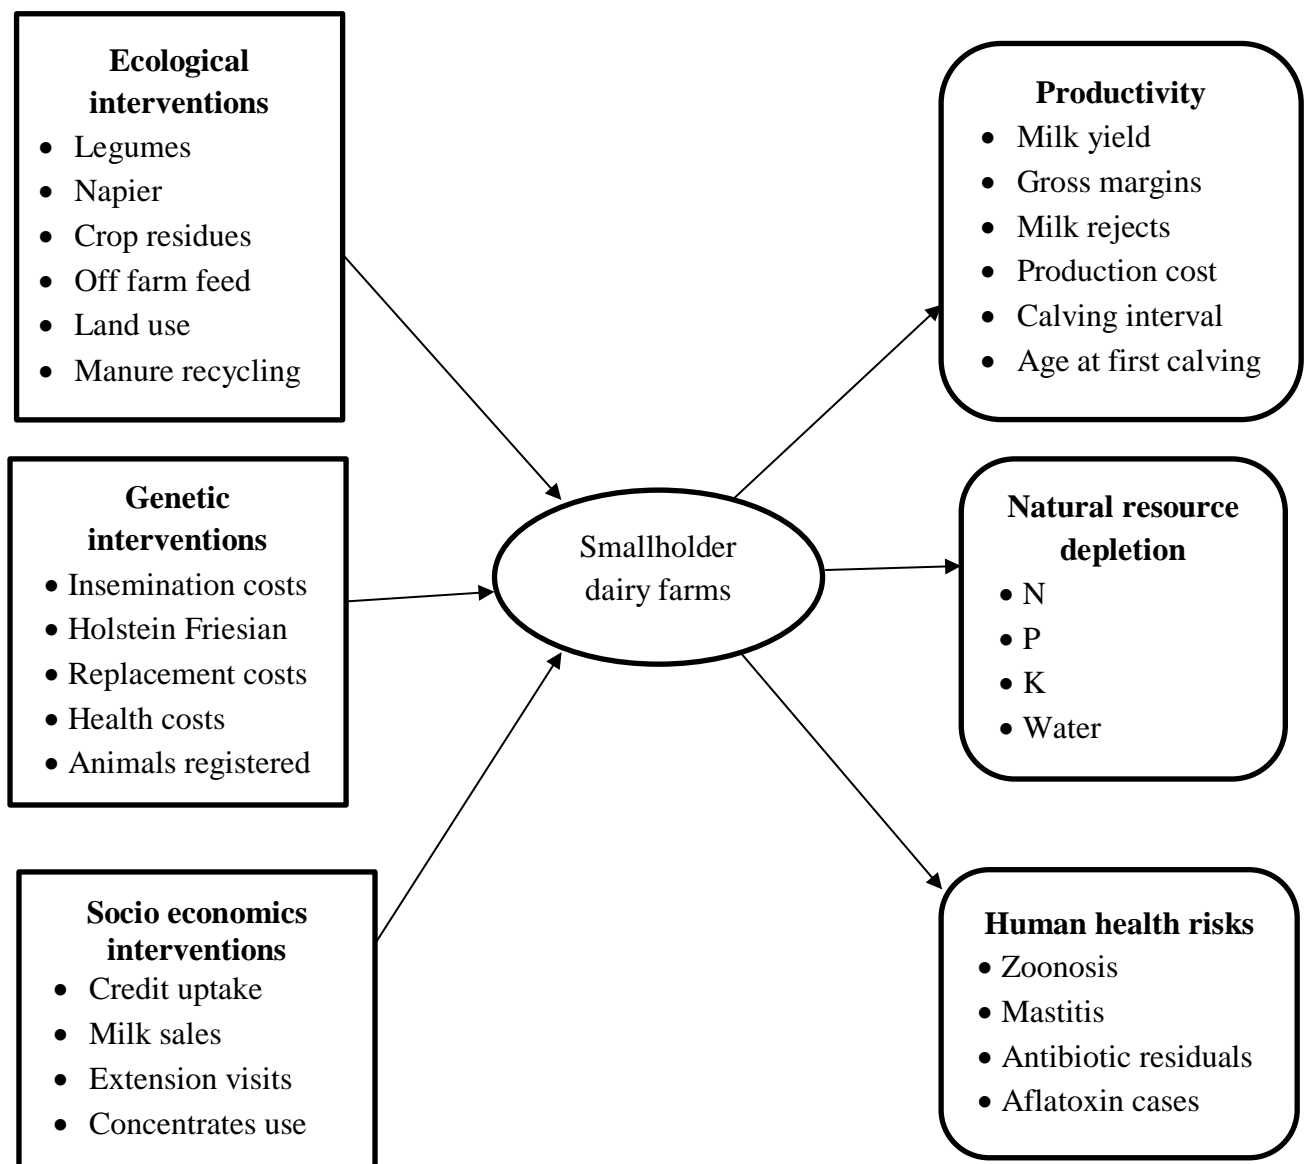 Ecological
interventions
• Legumes
• Napier
• Crop residues
• Off farm feed
• Land use
• Manure recycling
Genetic
interventions
• Insemination costs
• Holstein Friesian
• Replacement costs
• Health costs
• Animals registered
Socio economics
interventions
• Credit uptake
• Milk sales
• Extension visits
• Concentrates use
Smallholder
dairy farms
Productivity
• Milk yield
• Gross margins
• Milk rejects
• Production cost
• Calving interval
• Age at first calving
Natural resource
depletion
• N
• P
• K
• Water
Human health risks
• Zoonosis
• Mastitis
• Antibiotic residuals
• Aflatoxin cases